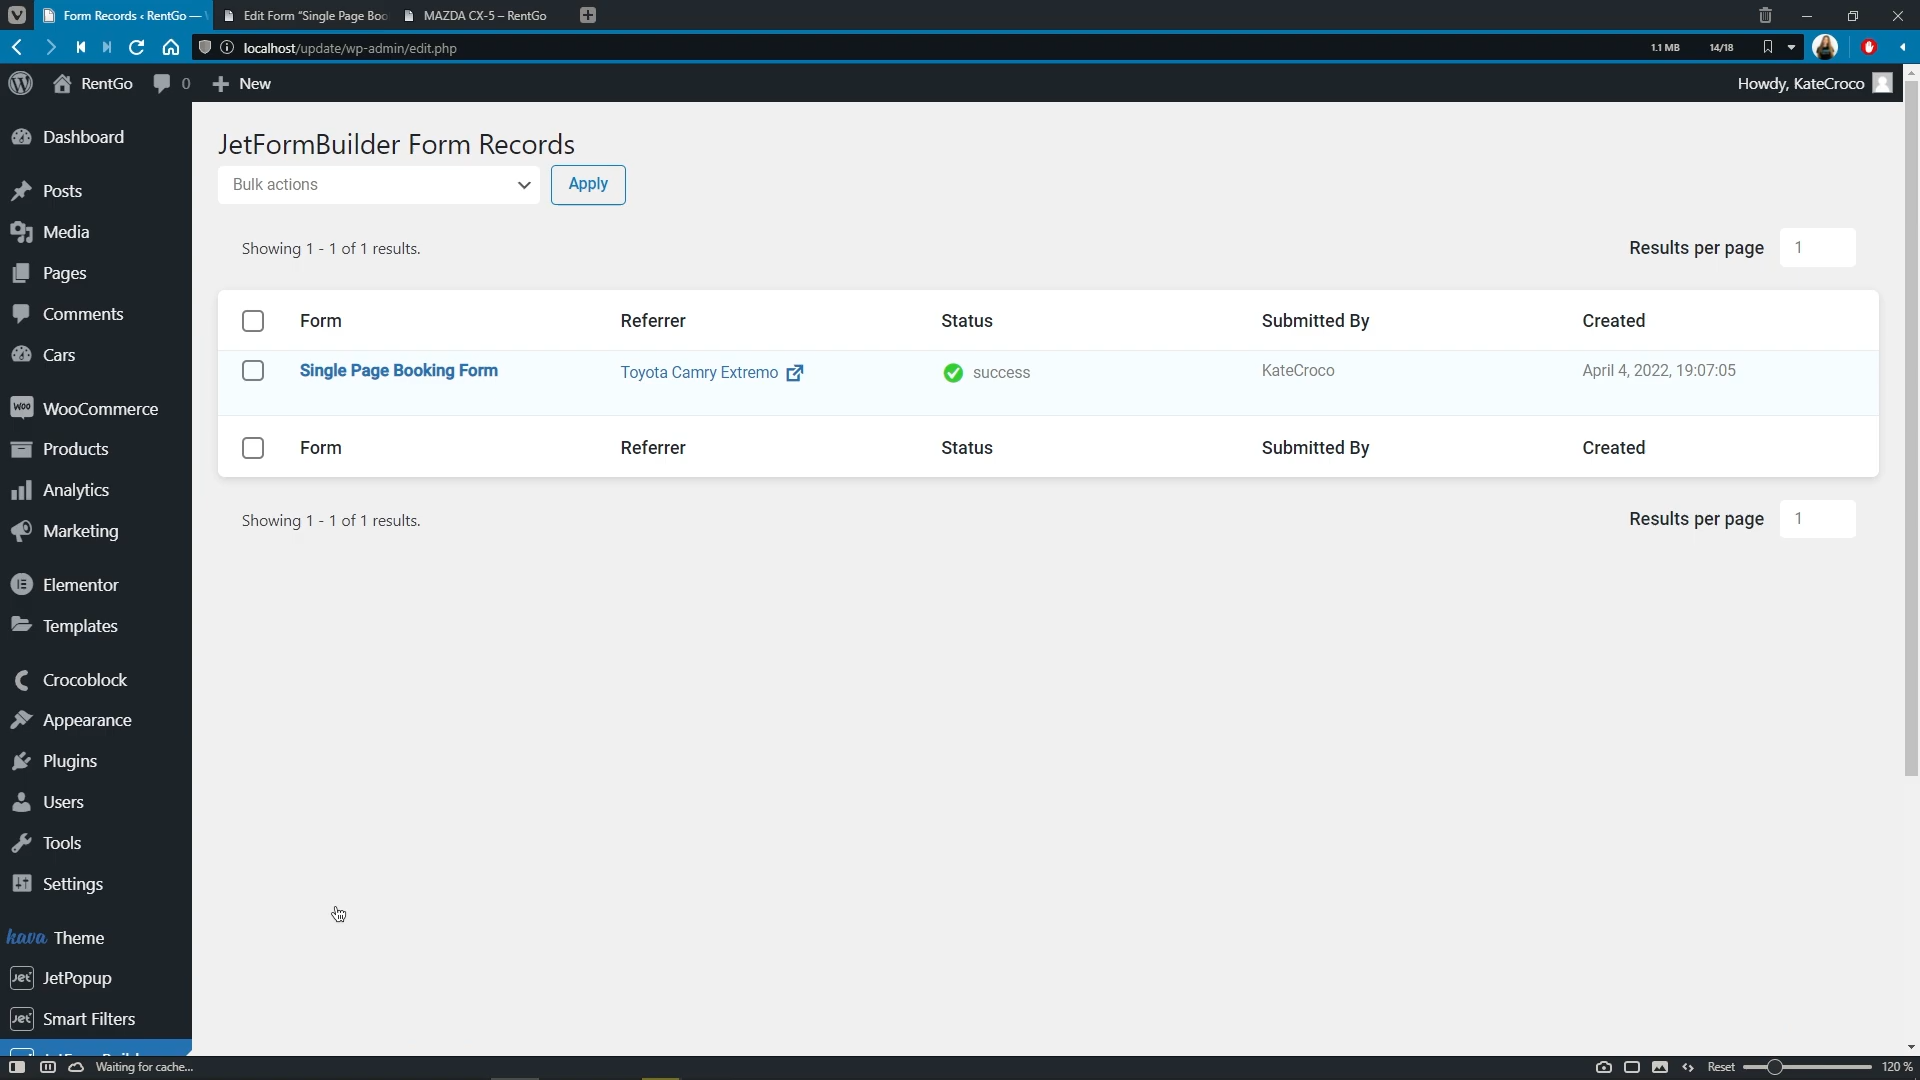 Form Records ‹ RentGo —
Edit Form “Single Page Boo
MAZDA CX-5 – RentGo
localhost/update/wp-admin/edit.php
1.1 MB
14/18
RentGo
0
New
Howdy, KateCroco
Dashboard
Posts
Media
Pages
Comments
Cars
Woo WooCommerce
Products
Analytics
Marketing
Elementor
Templates
Crocoblock
Appearance
Plugins
Users
Tools
Settings
kava Theme
Jet JetPopup
Jet Smart Filters
JetFormBuilder Form Records
Bulk actions
Apply
Showing 1 - 1 of 1 results.
Results per page 1
Form Referrer Status Submitted By Created
Single Page Booking Form Toyota Camry Extremo success KateCroco April 4, 2022, 19:07:05
Form Referrer Status Submitted By Created
Showing 1 - 1 of 1 results.
Results per page 1
Waiting for cache...
Reset
120 %